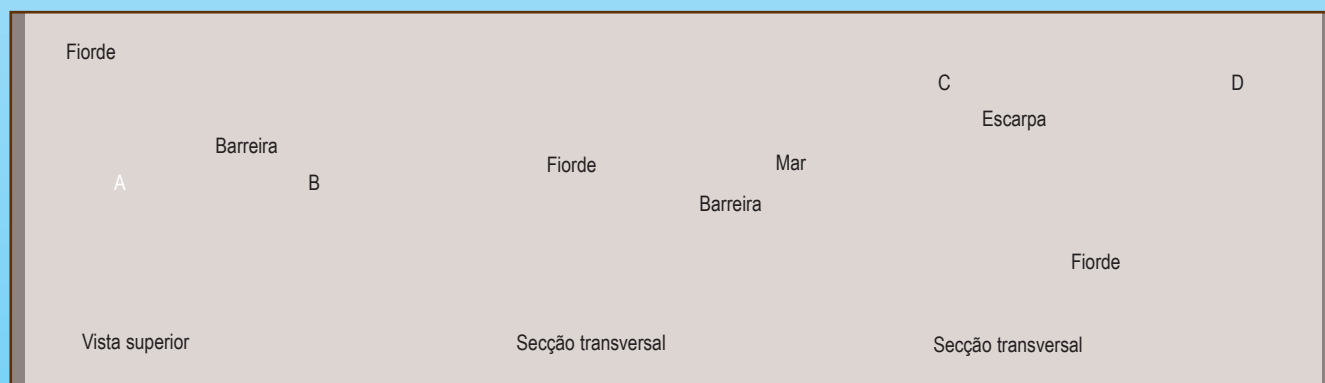 Fiorde
Barreira
A
B
Vista superior
Fiorde
Mar
Barreira
Secção transversal
C
D
Escarpa
Fiorde
Secção transversal